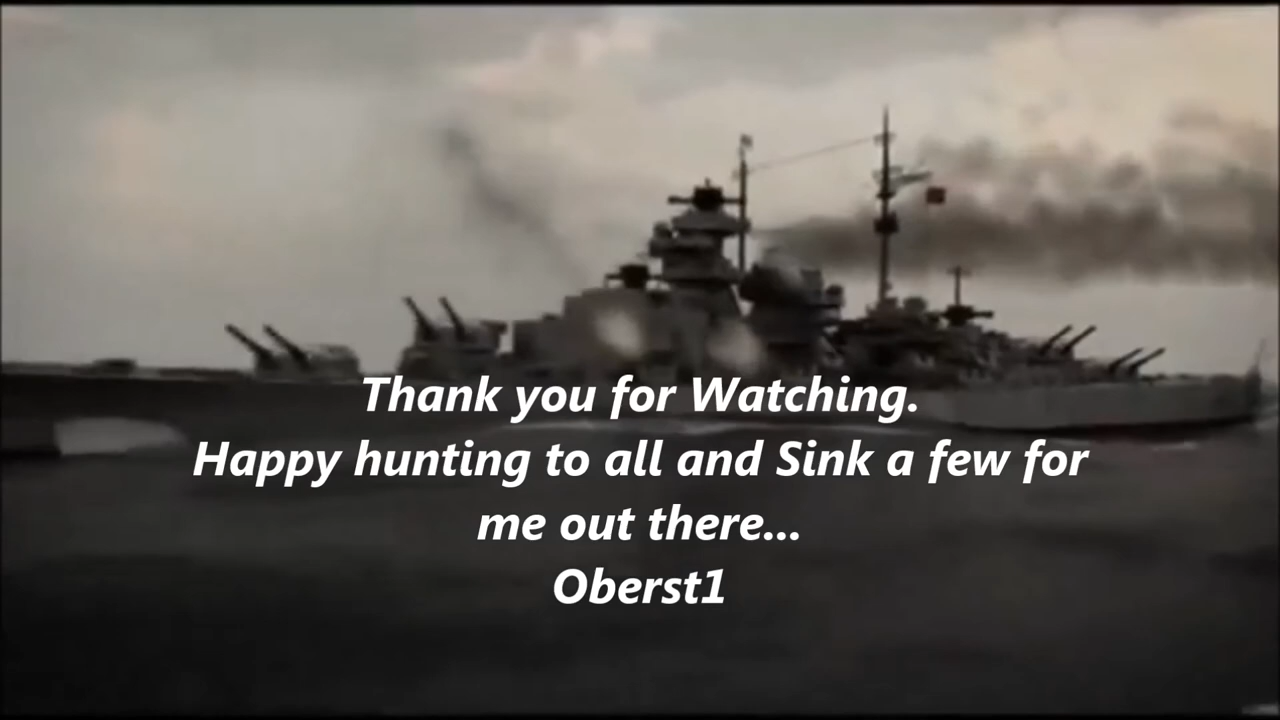 Thank you for Watching.
Happy hunting to all and Sink a few for
me out there...
Oberst1